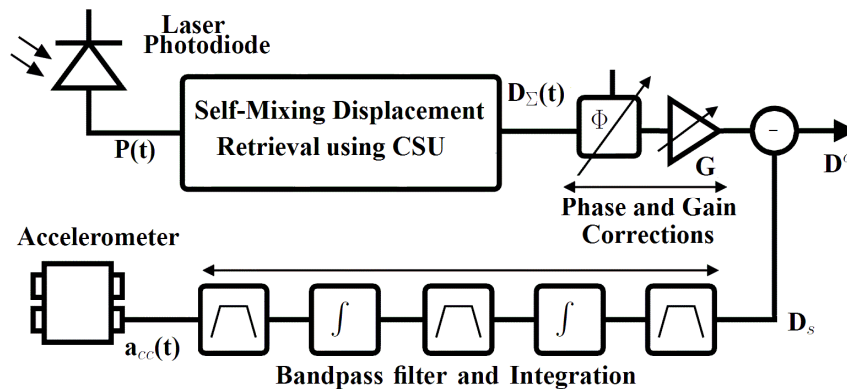 Laser
Photodiode
Self-Mixing Displacement
Retrieval using CSU
P(t)
D_Σ(t)
Φ
G
-
Phase and Gain
Corrections
Accelerometer
a_cc(t)
∫
∫
D_s
Bandpass filter and Integration